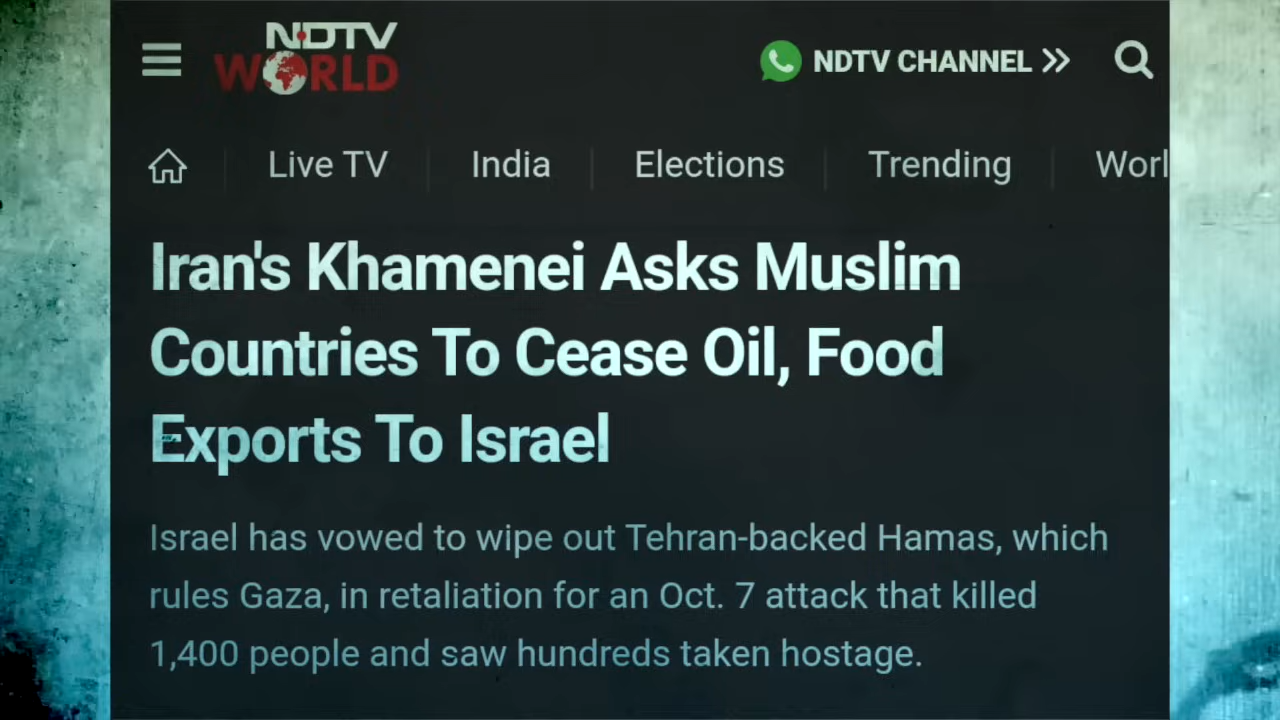 NDTV
WORLD
NDTV CHANNEL
Live TV
India
Elections
Trending
Worl
Iran's Khamenei Asks Muslim
Countries To Cease Oil, Food
Exports To Israel
Israel has vowed to wipe out Tehran-backed Hamas, which
rules Gaza, in retaliation for an Oct. 7 attack that killed
1,400 people and saw hundreds taken hostage.